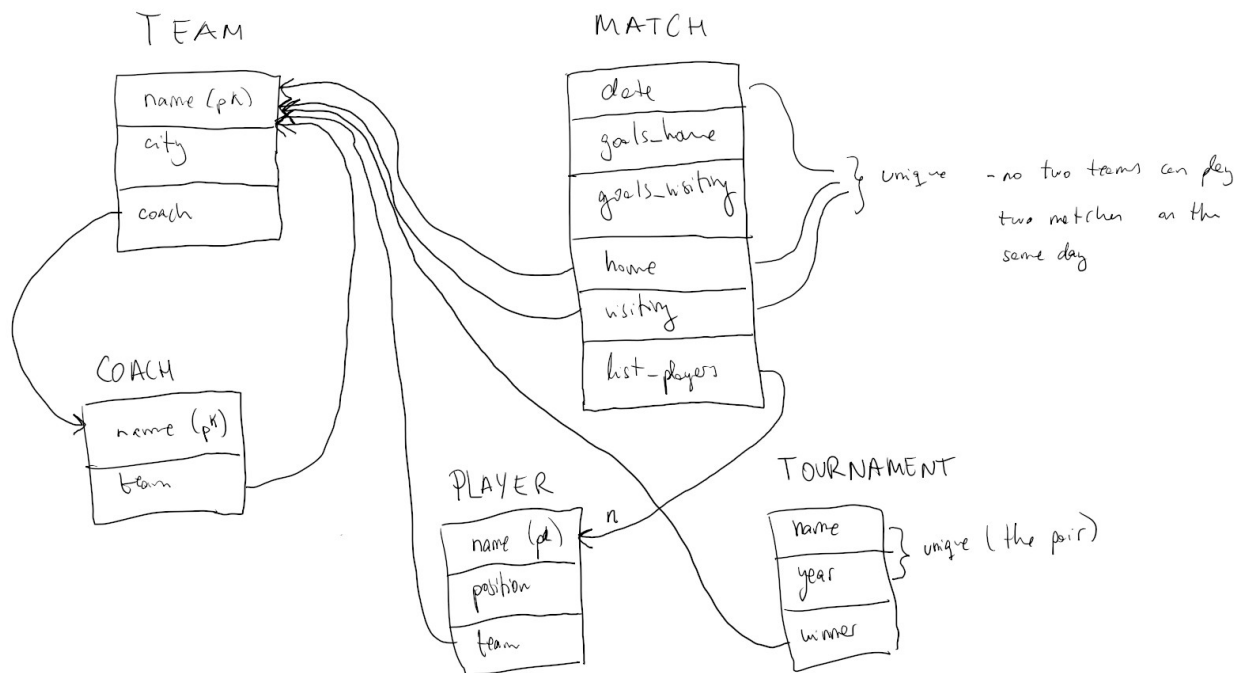 TEAM
name (pk)
city
coach
MATCH
date
goals_home
goals_visiting
home
visiting
list_players
unique - no two teams can play
two matches on the
same day
COACH
name (pk)
team
PLAYER
name (pk)
position
team
n
TOURNAMENT
name
year
winner
unique (the pair)